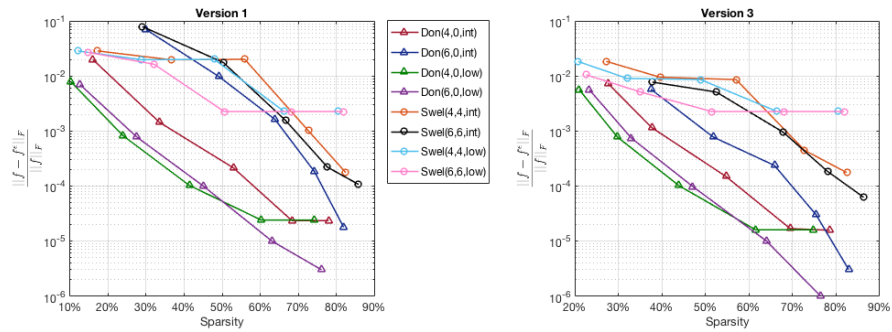 Version 1
10^-1
10^-2
10^-3
10^-4
10^-5
10^-6
||f - f*||_F
||f||_F
10% 20% 30% 40% 50% 60% 70% 80% 90%
Sparsity
Don(4,0,int)
Don(6,0,int)
Don(4,0,low)
Don(6,0,low)
Swel(4,4,int)
Swel(6,6,int)
Swel(4,4,low)
Swel(6,6,low)
Version 3
10^-1
10^-2
10^-3
10^-4
10^-5
10^-6
||f - f*||_F
||f||_F
20% 30% 40% 50% 60% 70% 80% 90%
Sparsity